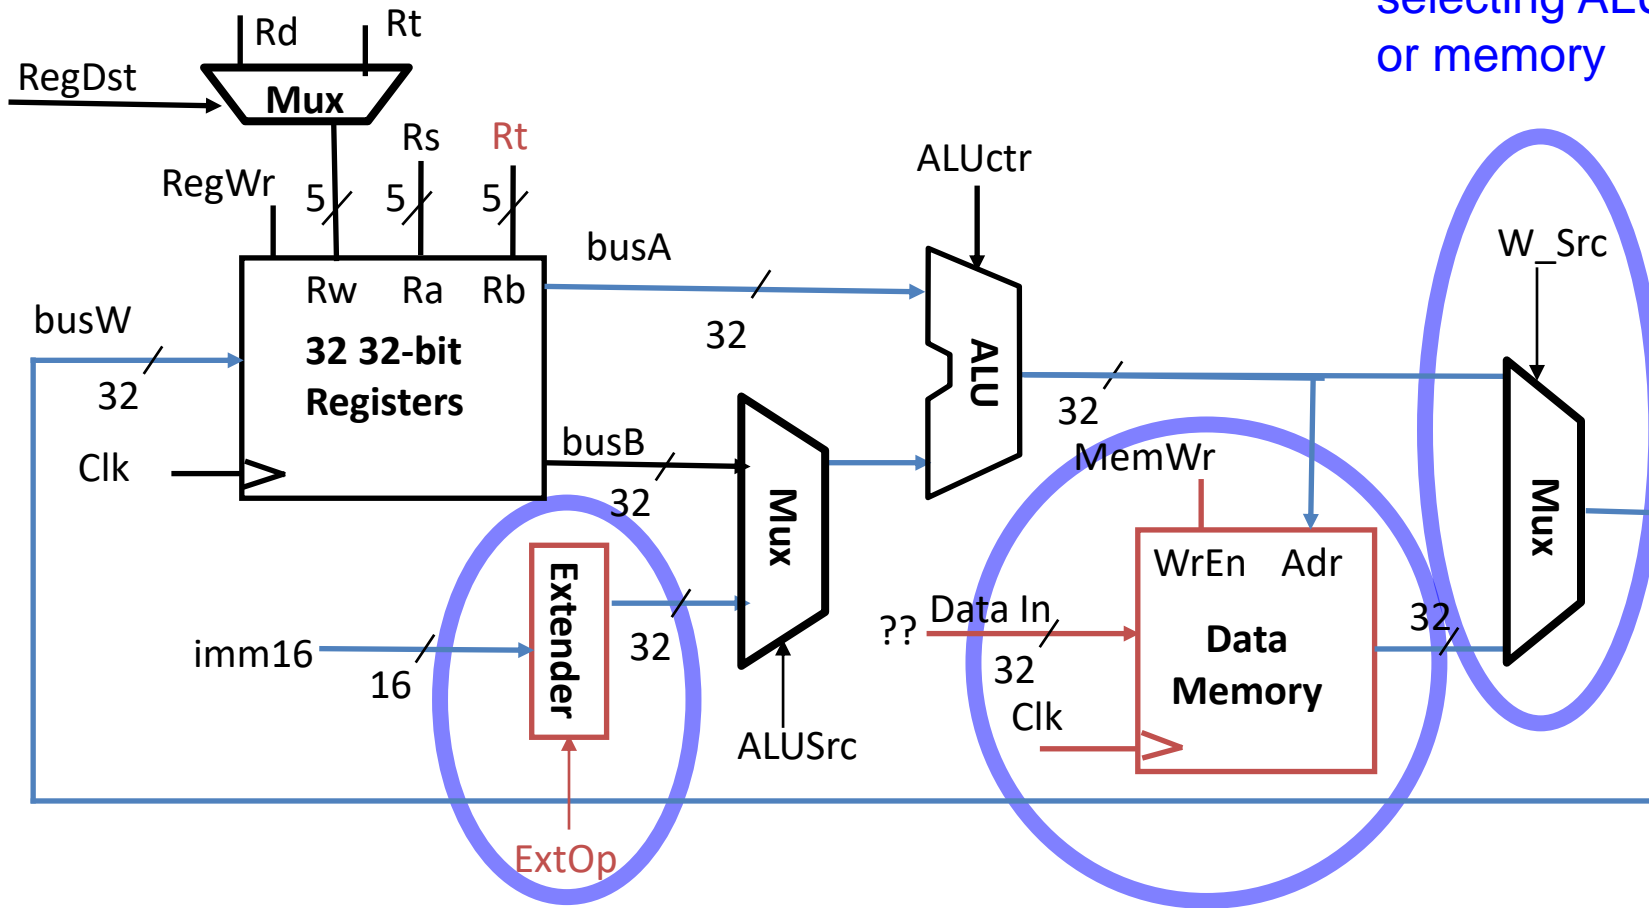 selecting ALU
or memory
Rd
Rt
RegDst
Mux
Rs
Rt
RegWr
5
5
5
ALUctr
busA
W_Src
Rw
Ra
Rb
busW
32
32 32-bit
Registers
32
ALU
32
busB
32
Clk
MemWr
Mux
Mux
WrEn
Adr
Extender
Data In
??
32
32
Data
Memory
imm16
16
32
Clk
ALUSrc
ExtOp